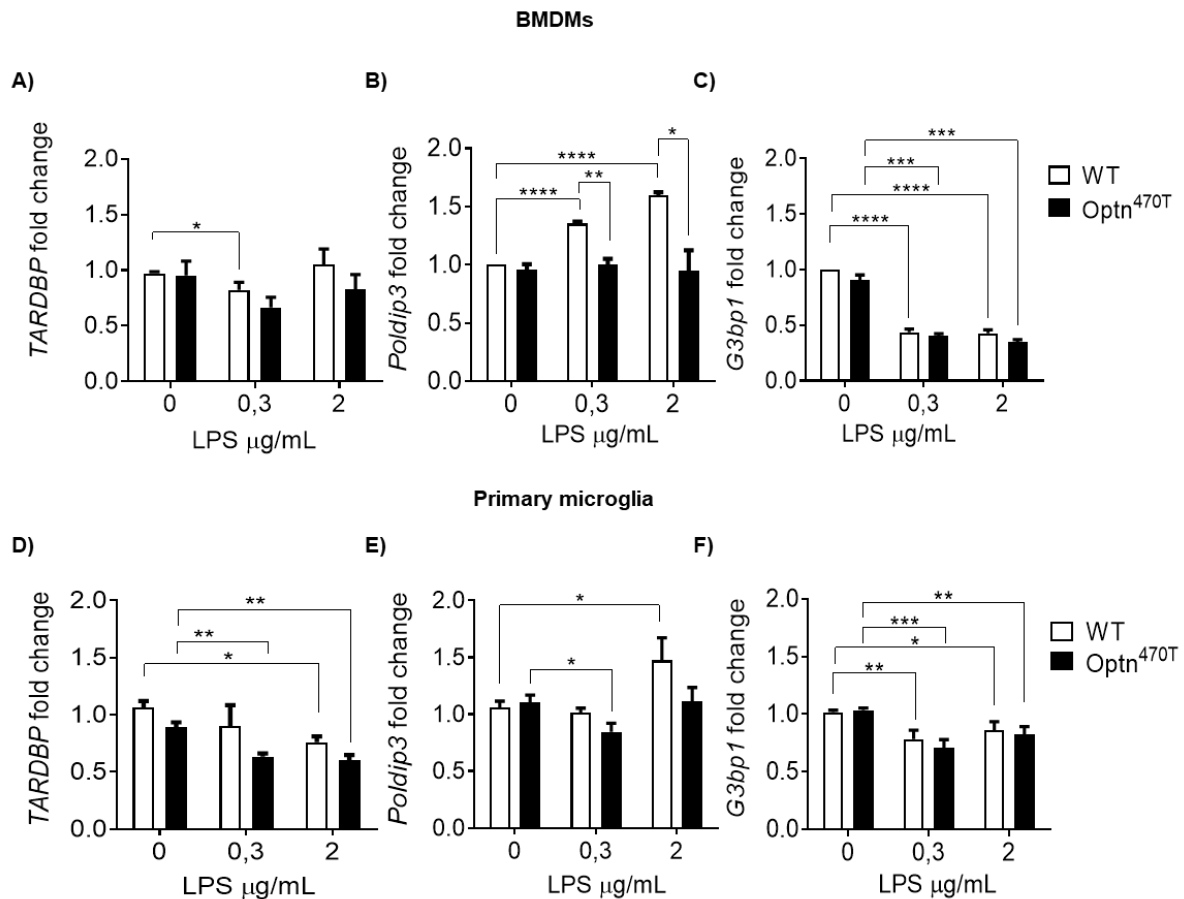 BMDMs
A)
B)
C)
TARDBP fold change
2.0
1.5
1.0
0.5
0.0
*
0
0,3
2
LPS μg/mL
Poldip3 fold change
2.0
1.5
1.0
0.5
0.0
****
****
**
*
0
0,3
2
LPS μg/mL
G3bp1 fold change
2.0
1.5
1.0
0.5
0.0
***
***
****
****
0
0,3
2
LPS μg/mL
WT
Optn470T
Primary microglia
D)
E)
F)
TARDBP fold change
2.0
1.5
1.0
0.5
0.0
**
**
*
0
0,3
2
LPS μg/mL
Poldip3 fold change
2.0
1.5
1.0
0.5
0.0
*
*
0
0,3
2
LPS μg/mL
G3bp1 fold change
2.0
1.5
1.0
0.5
0.0
**
***
*
**
0
0,3
2
LPS μg/mL
WT
Optn470T